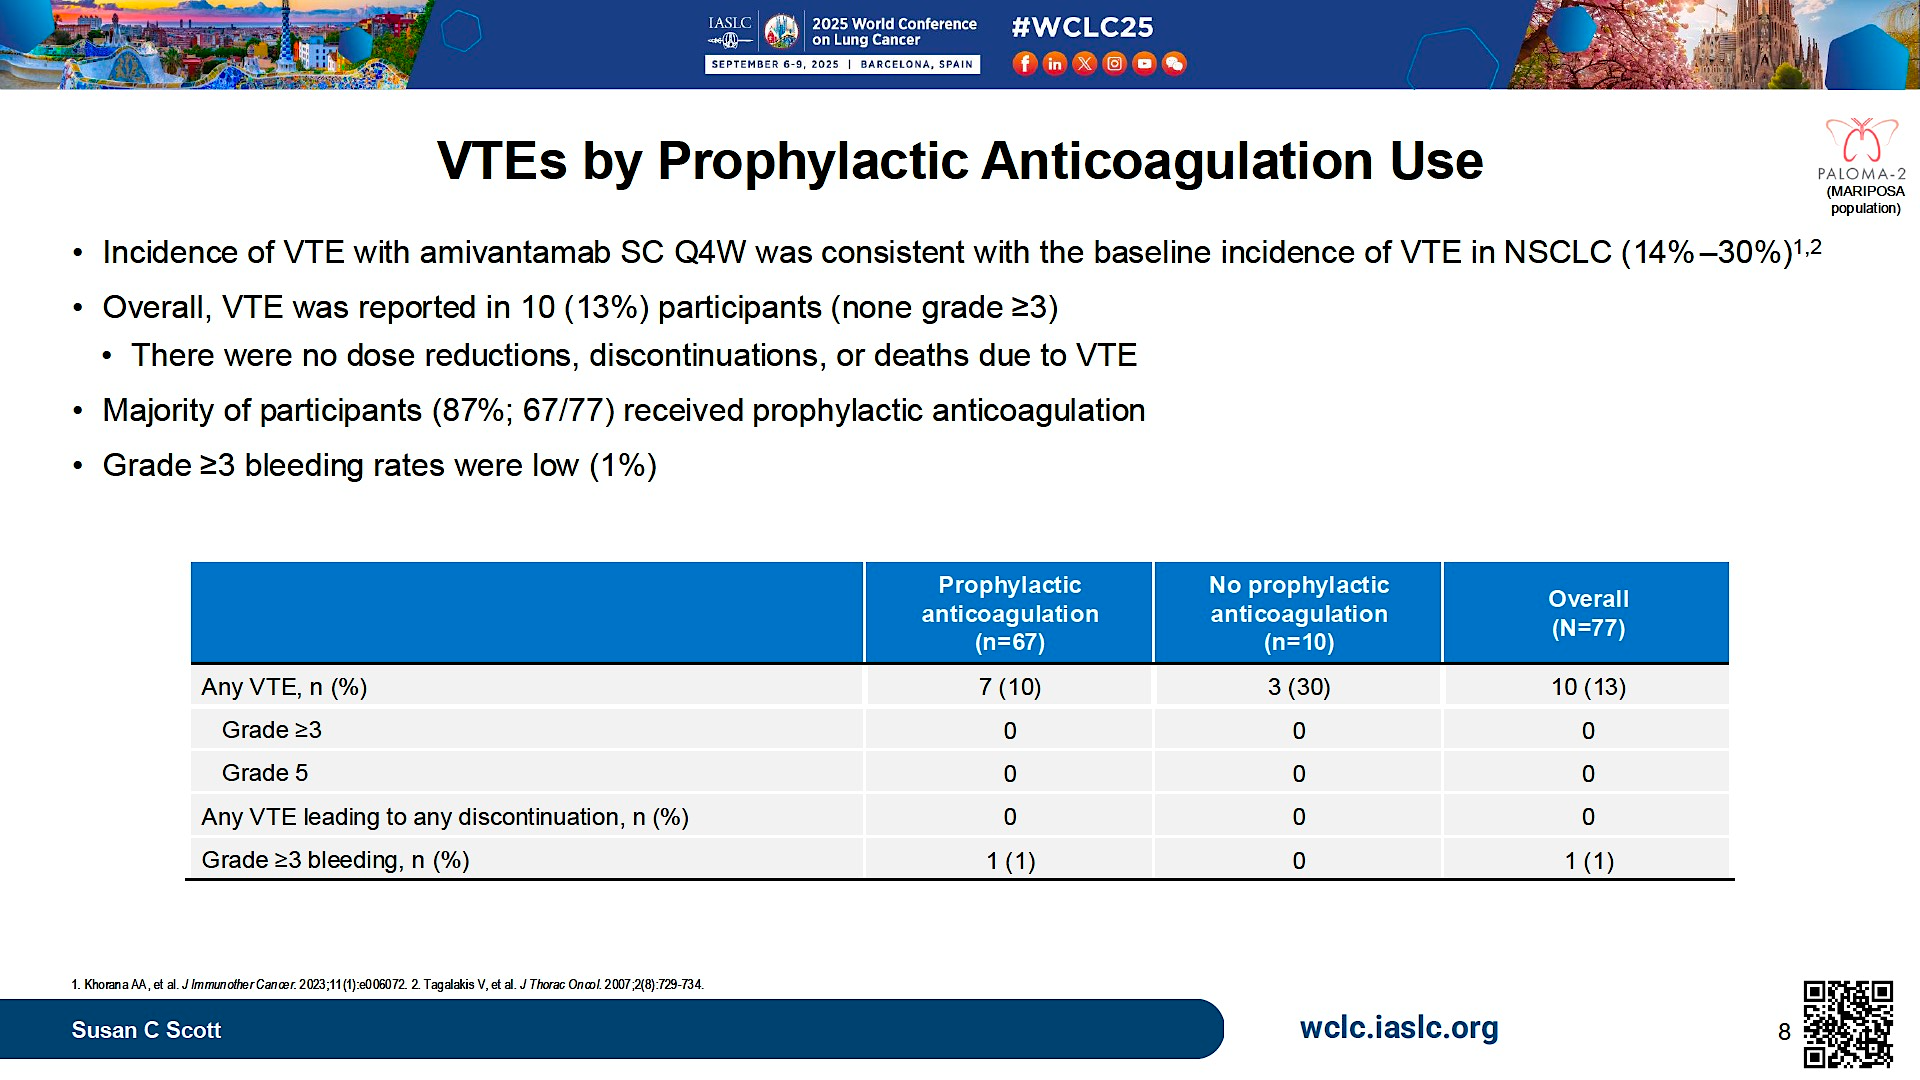 IASLC
2025 World Conference
on Lung Cancer
SEPTEMBER 6-9, 2025 | BARCELONA, SPAIN
#WCLC25
VTEs by Prophylactic Anticoagulation Use
PALOMA-2
(MARIPOSA
population)
• Incidence of VTE with amivantamab SC Q4W was consistent with the baseline incidence of VTE in NSCLC (14%–30%)1,2
• Overall, VTE was reported in 10 (13%) participants (none grade ≥3)
• There were no dose reductions, discontinuations, or deaths due to VTE
• Majority of participants (87%; 67/77) received prophylactic anticoagulation
• Grade ≥3 bleeding rates were low (1%)
Prophylactic
anticoagulation
(n=67)
No prophylactic
anticoagulation
(n=10)
Overall
(N=77)
Any VTE, n (%) 7 (10) 3 (30) 10 (13)
Grade ≥3 0 0 0
Grade 5 0 0 0
Any VTE leading to any discontinuation, n (%) 0 0 0
Grade ≥3 bleeding, n (%) 1 (1) 0 1 (1)
1. Khorana AA, et al. J Immunother Cancer. 2023;11(1):e006072. 2. Tagalakis V, et al. J Thorac Oncol. 2007;2(8):729-734.
Susan C Scott
wclc.iaslc.org
8